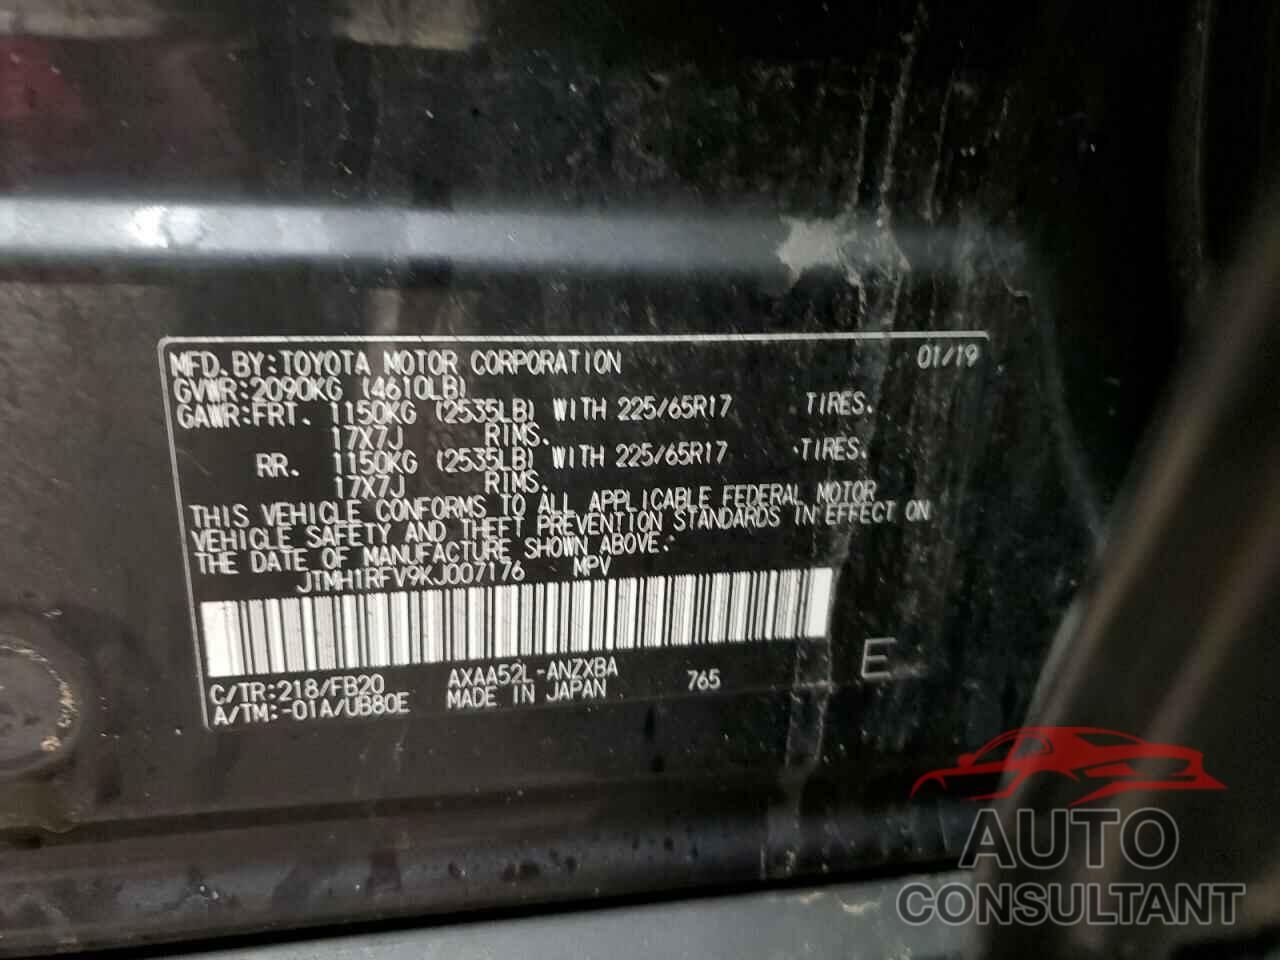 MFD.BY:TOYOTA MOTOR CORPORATION 01/19
GVWR:2090KG (4610LB)
GAWR:FRT. 1150KG (2535LB) WITH 225/65R17 TIRES.
17X7J RIMS.
RR. 1150KG (2535LB) WITH 225/65R17 TIRES.
17X7J RIMS.
THIS VEHICLE CONFORMS TO ALL APPLICABLE FEDERAL MOTOR
VEHICLE SAFETY AND THEFT PREVENTION STANDARDS IN EFFECT ON
THE DATE OF MANUFACTURE SHOWN ABOVE.
JTMH1RFV9KJ007176 MPV
C/TR:218/FB20 AXAA52L-ANZXBA 765 E
A/TM:-01A/UB80E MADE IN JAPAN
AUTO
CONSULTANT